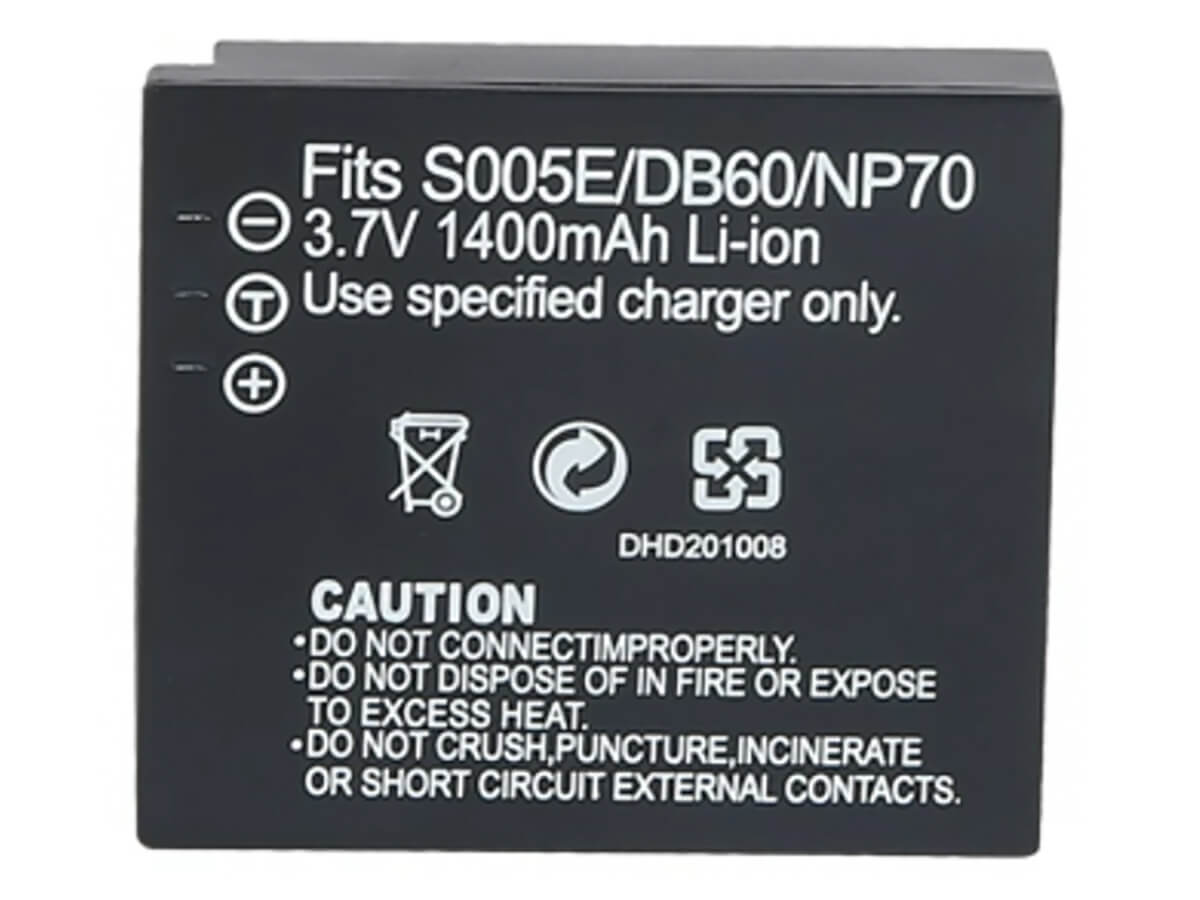 Fits S005E/DB60/NP70
3.7V 1400mAh Li-ion
Use specified charger only.
−
T
+
DHD201008
CAUTION
•DO NOT CONNECTIMPROPERLY.
•DO NOT DISPOSE OF IN FIRE OR EXPOSE
TO EXCESS HEAT.
•DO NOT CRUSH,PUNCTURE,INCINERATE
OR SHORT CIRCUIT EXTERNAL CONTACTS.